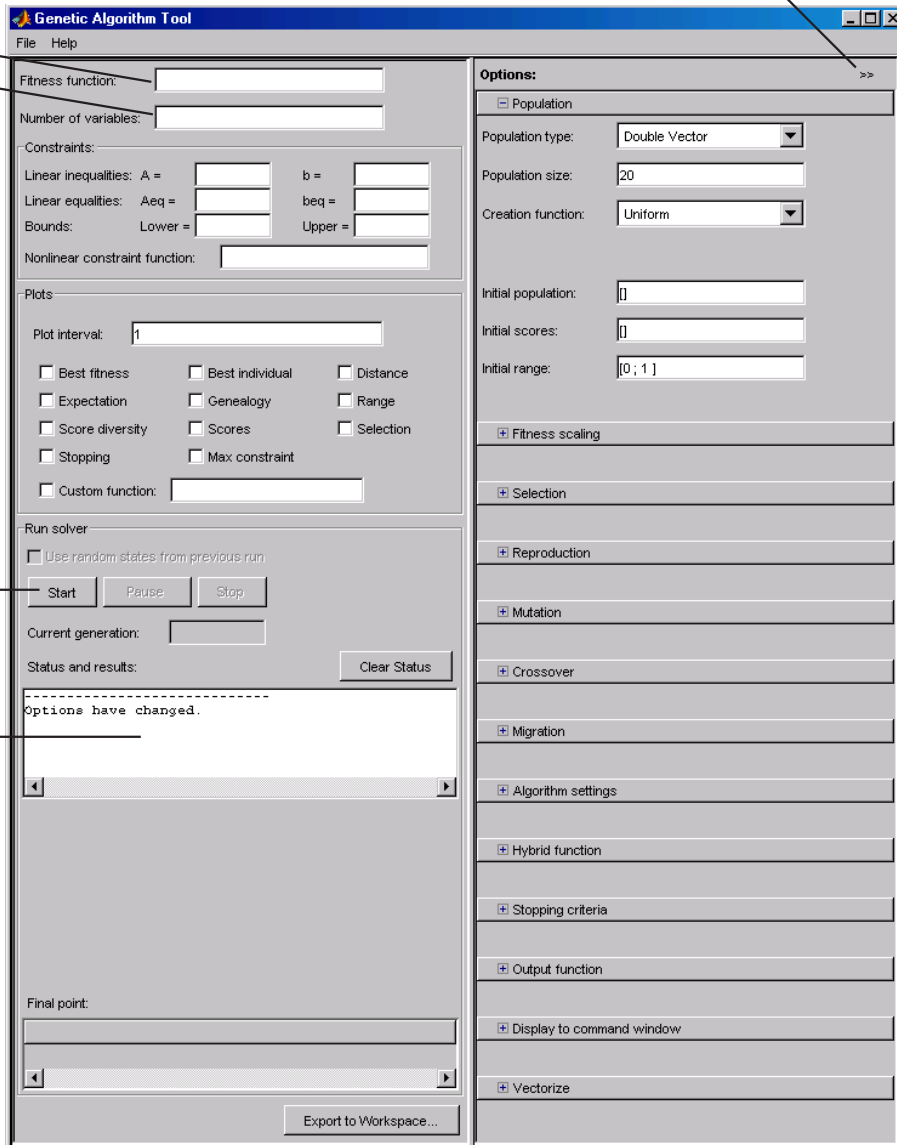 Genetic Algorithm Tool
File Help
Fitness function:
Number of variables:
Constraints:
Linear inequalities: A = b =
Linear equalities: Aeq = beq =
Bounds: Lower = Upper =
Nonlinear constraint function:
Plots
Plot interval: 1
Best fitness Best individual Distance
Expectation Genealogy Range
Score diversity Scores Selection
Stopping Max constraint
Custom function:
Run solver
Use random states from previous run
Start Pause Stop
Current generation:
Status and results: Clear Status
-----------------------------
Options have changed.
Final point:
Export to Workspace...
Options: >>
Population
Population type: Double Vector
Population size: 20
Creation function: Uniform
Initial population: []
Initial scores: []
Initial range: [0 ; 1 ]
Fitness scaling
Selection
Reproduction
Mutation
Crossover
Migration
Algorithm settings
Hybrid function
Stopping criteria
Output function
Display to command window
Vectorize